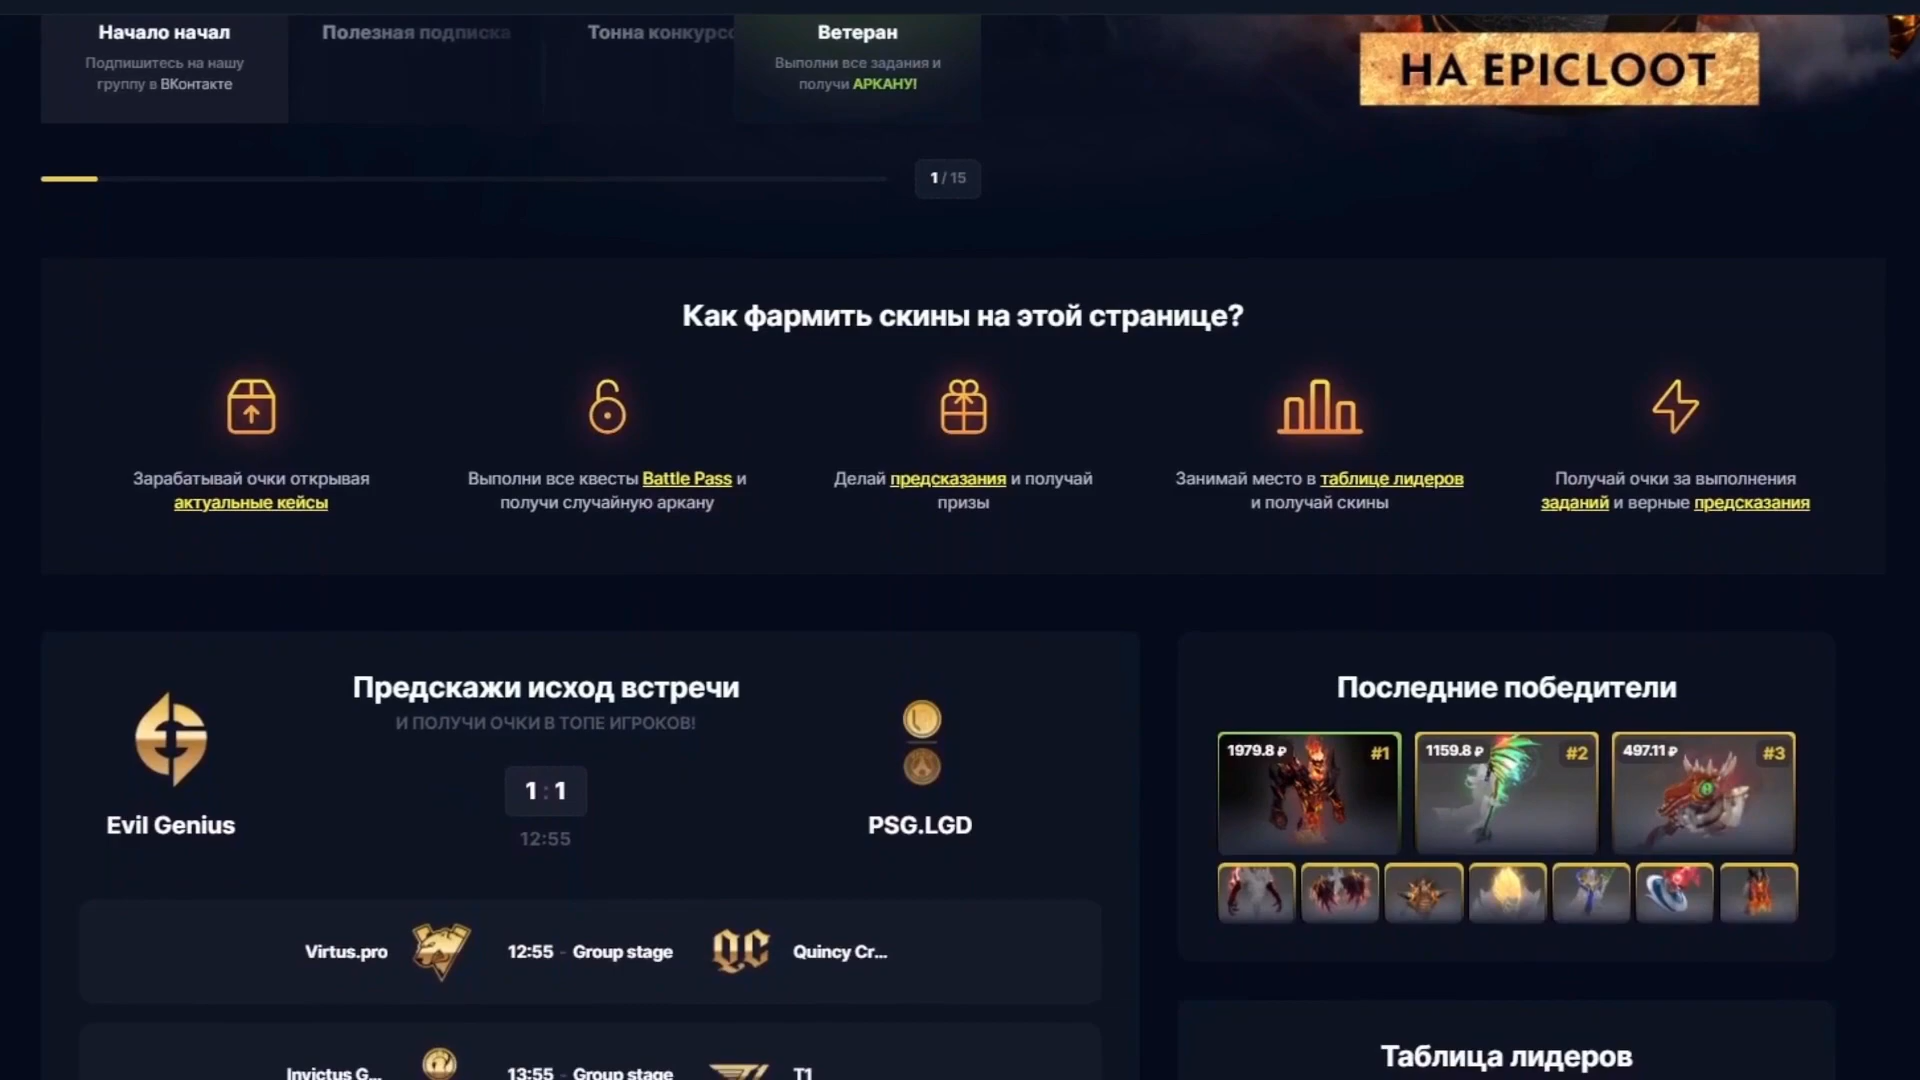 Начало начал
Подпишитесь на нашу
группу в ВКонтакте
Полезная подписка
Тонна конкурсо
Ветеран
Выполни все задания и
получи АРКАНУ!
НА EPICLOOT
1 / 15
Как фармить скины на этой странице?
Зарабатывай очки открывая
актуальные кейсы
Выполни все квесты Battle Pass и
получи случайную аркану
Делай предсказания и получай
призы
Занимай место в таблице лидеров
и получай скины
Получай очки за выполнения
заданий и верные предсказания
Предскажи исход встречи
И ПОЛУЧИ ОЧКИ В ТОПЕ ИГРОКОВ!
1 : 1
12:55
Evil Genius
PSG.LGD
Virtus.pro
12:55 - Group stage
QC
Quincy Cr...
Invictus G...
13:55 - Group stage
T1
Последние победители
1979.8 ₽ #1
1159.8 ₽ #2
497.11 ₽ #3
Таблица лидеров